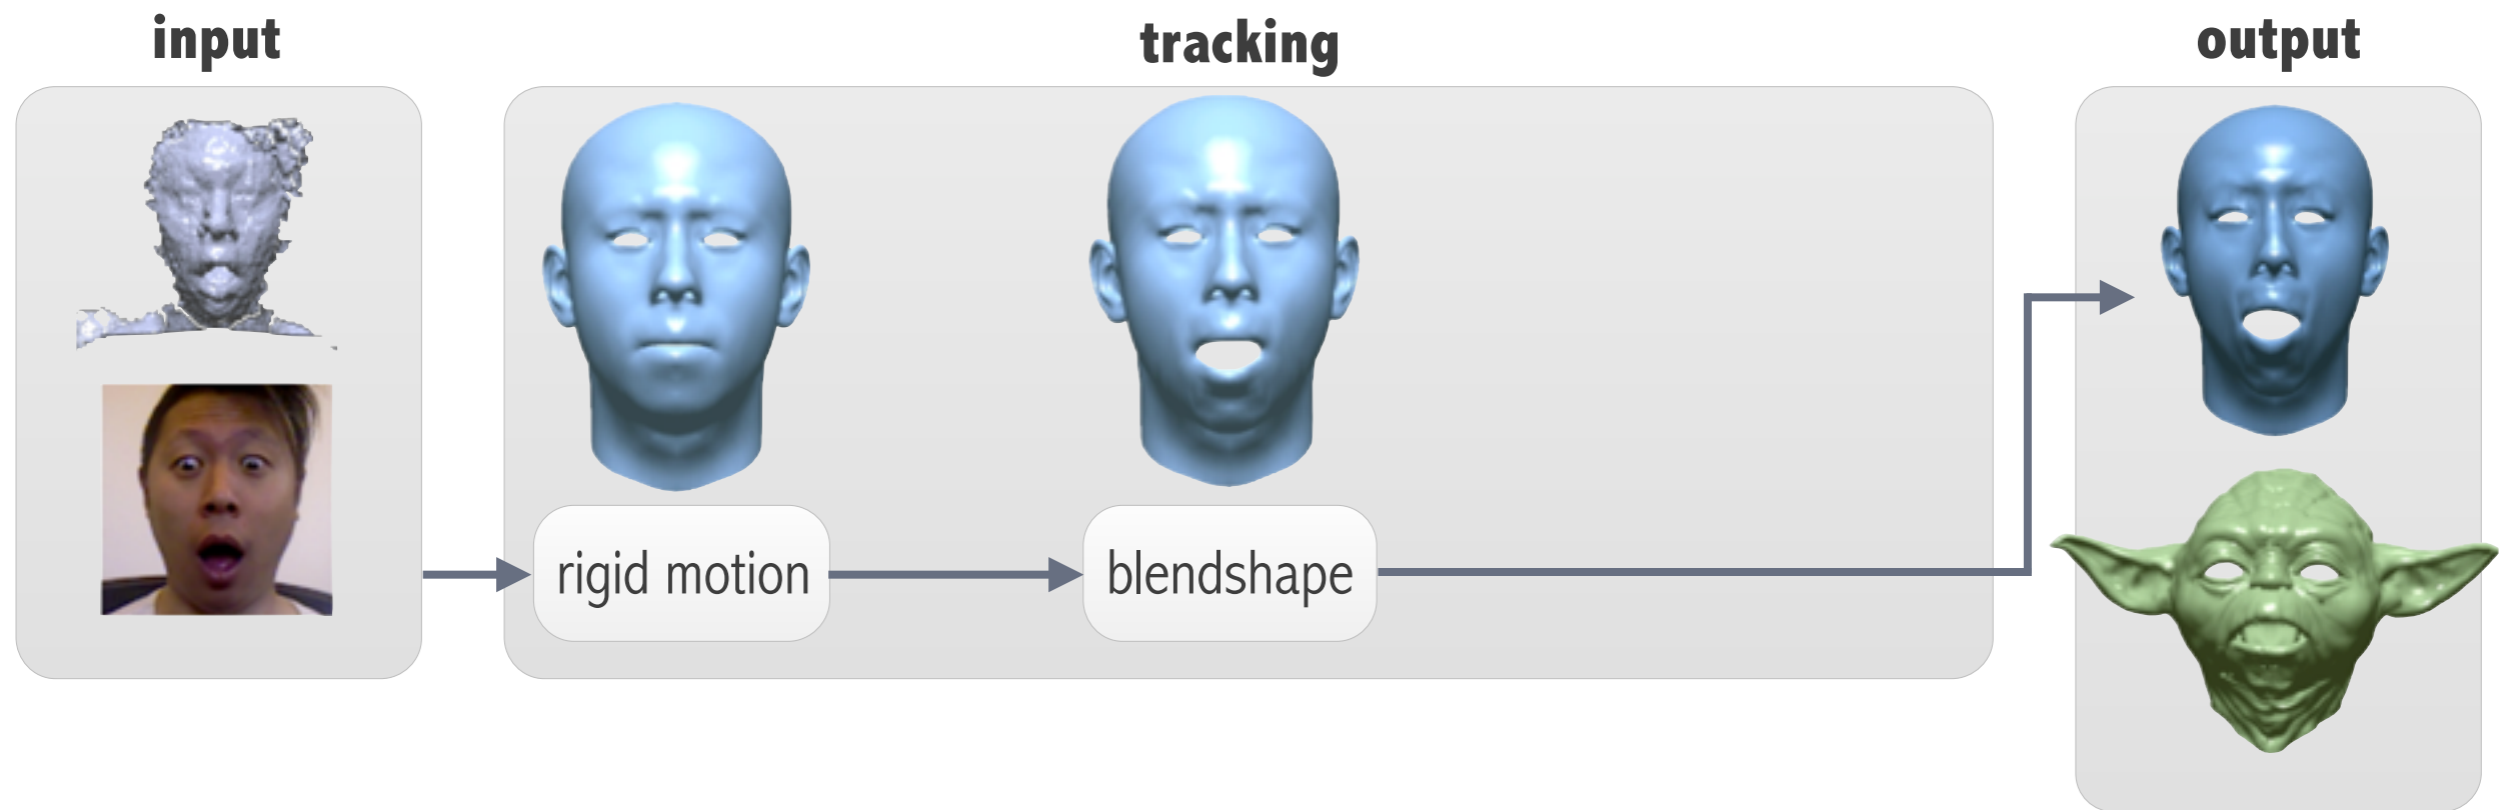 input
tracking
output
rigid motion
blendshape